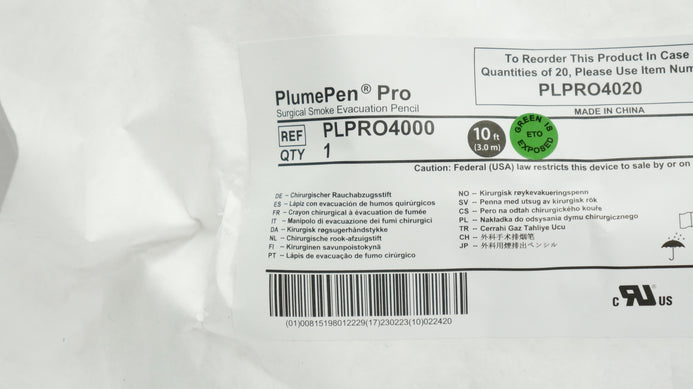 To Reorder This Product In Case
Quantities of 20, Please Use Item Num
PLPRO4020
MADE IN CHINA
PlumePen® Pro
Surgical Smoke Evacuation Pencil
REF PLPRO4000
QTY 1
10 ft
(3.0 m)
GREEN IS
ETO
EXPOSED
Caution: Federal (USA) law restricts this device to sale by or on
DE – Chirurgischer Rauchabzugsstift
ES – Lápiz con evacuación de humos quirúrgicos
FR – Crayon chirurgical à évacuation de fumée
IT – Manipolo di evacuazione dei fumi chirurgici
DA – Kirurgisk røgsugerhåndstykke
NL – Chirurgische rook-afzuigstift
FI – Kirurginen savunpoistokynä
PT – Lápis de evacuação de fumo cirúrgico
NO – Kirurgisk røykevakueringspenn
SV – Penna med utsug av kirurgisk rök
CS – Pero na odtah chirurgického kouře
PL – Nakładka do odsysania dymu chirurgicznego
TR – Cerrahi Gaz Tahliye Ucu
CH – 外科手术排烟笔
JP – 外科用煙排出ペンシル
(01)00815198012229(17)230223(10)022420
c RU US